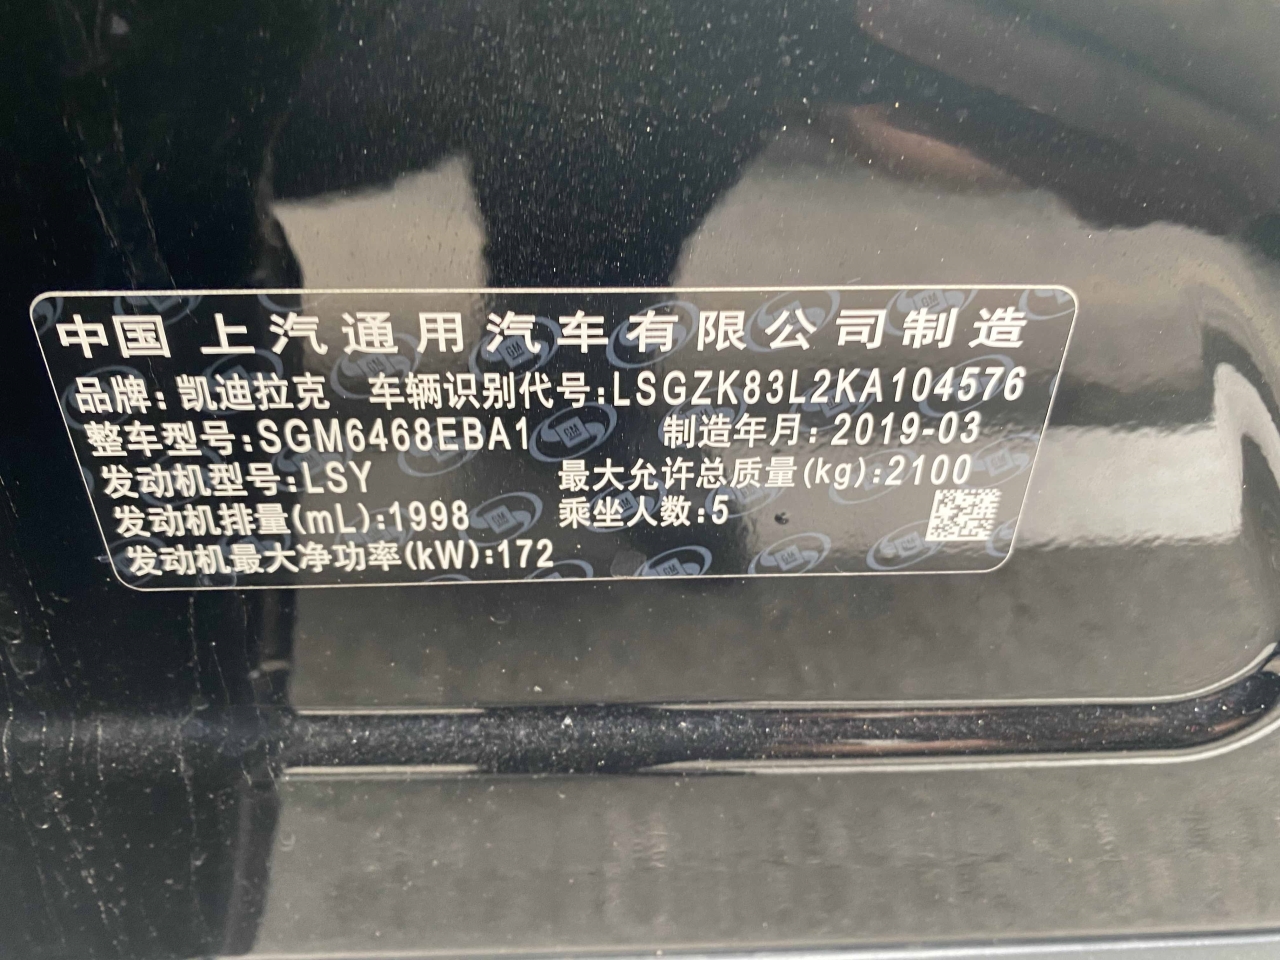 中国 上汽通用汽车有限公司制造
品牌: 凯迪拉克 车辆识别代号:LSGZK83L2KA104576
整车型号:SGM6468EBA1 制造年月: 2019-03
发动机型号:LSY 最大允许总质量(kg):2100
发动机排量(mL):1998 乘坐人数:5
发动机最大净功率(kW):172